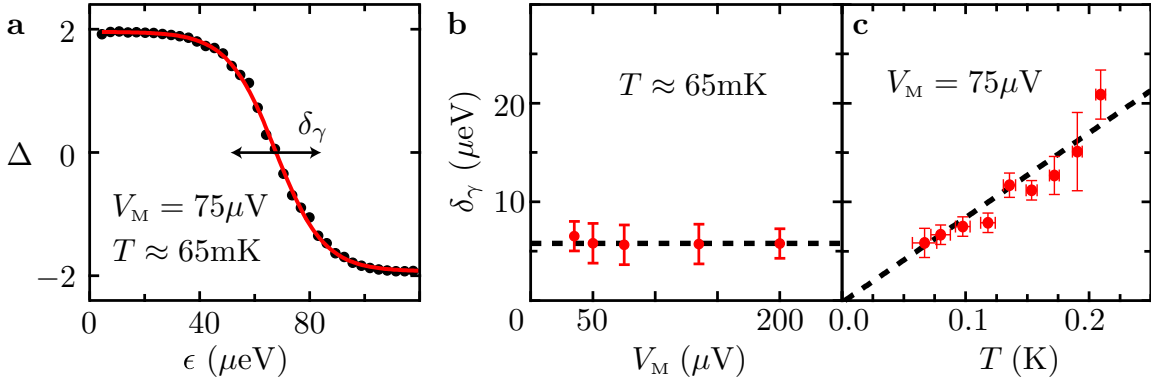 a
2
0
−2
Δ
δγ
VM = 75μV
T ≈ 65mK
0 40 80
ϵ (μeV)
b
20
10
0
δγ (μeV)
T ≈ 65mK
50 200
VM (μV)
c
VM = 75μV
0.0 0.1 0.2
T (K)